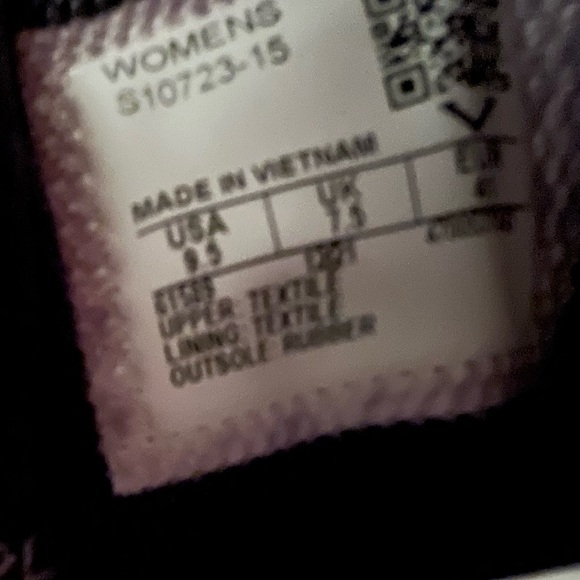 WOMENS
S10723-15
MADE IN VIETNAM
USA UK EUR
9.5 7.5
UPPER: TEXTILE
LINING: TEXTILE
OUTSOLE: RUBBER